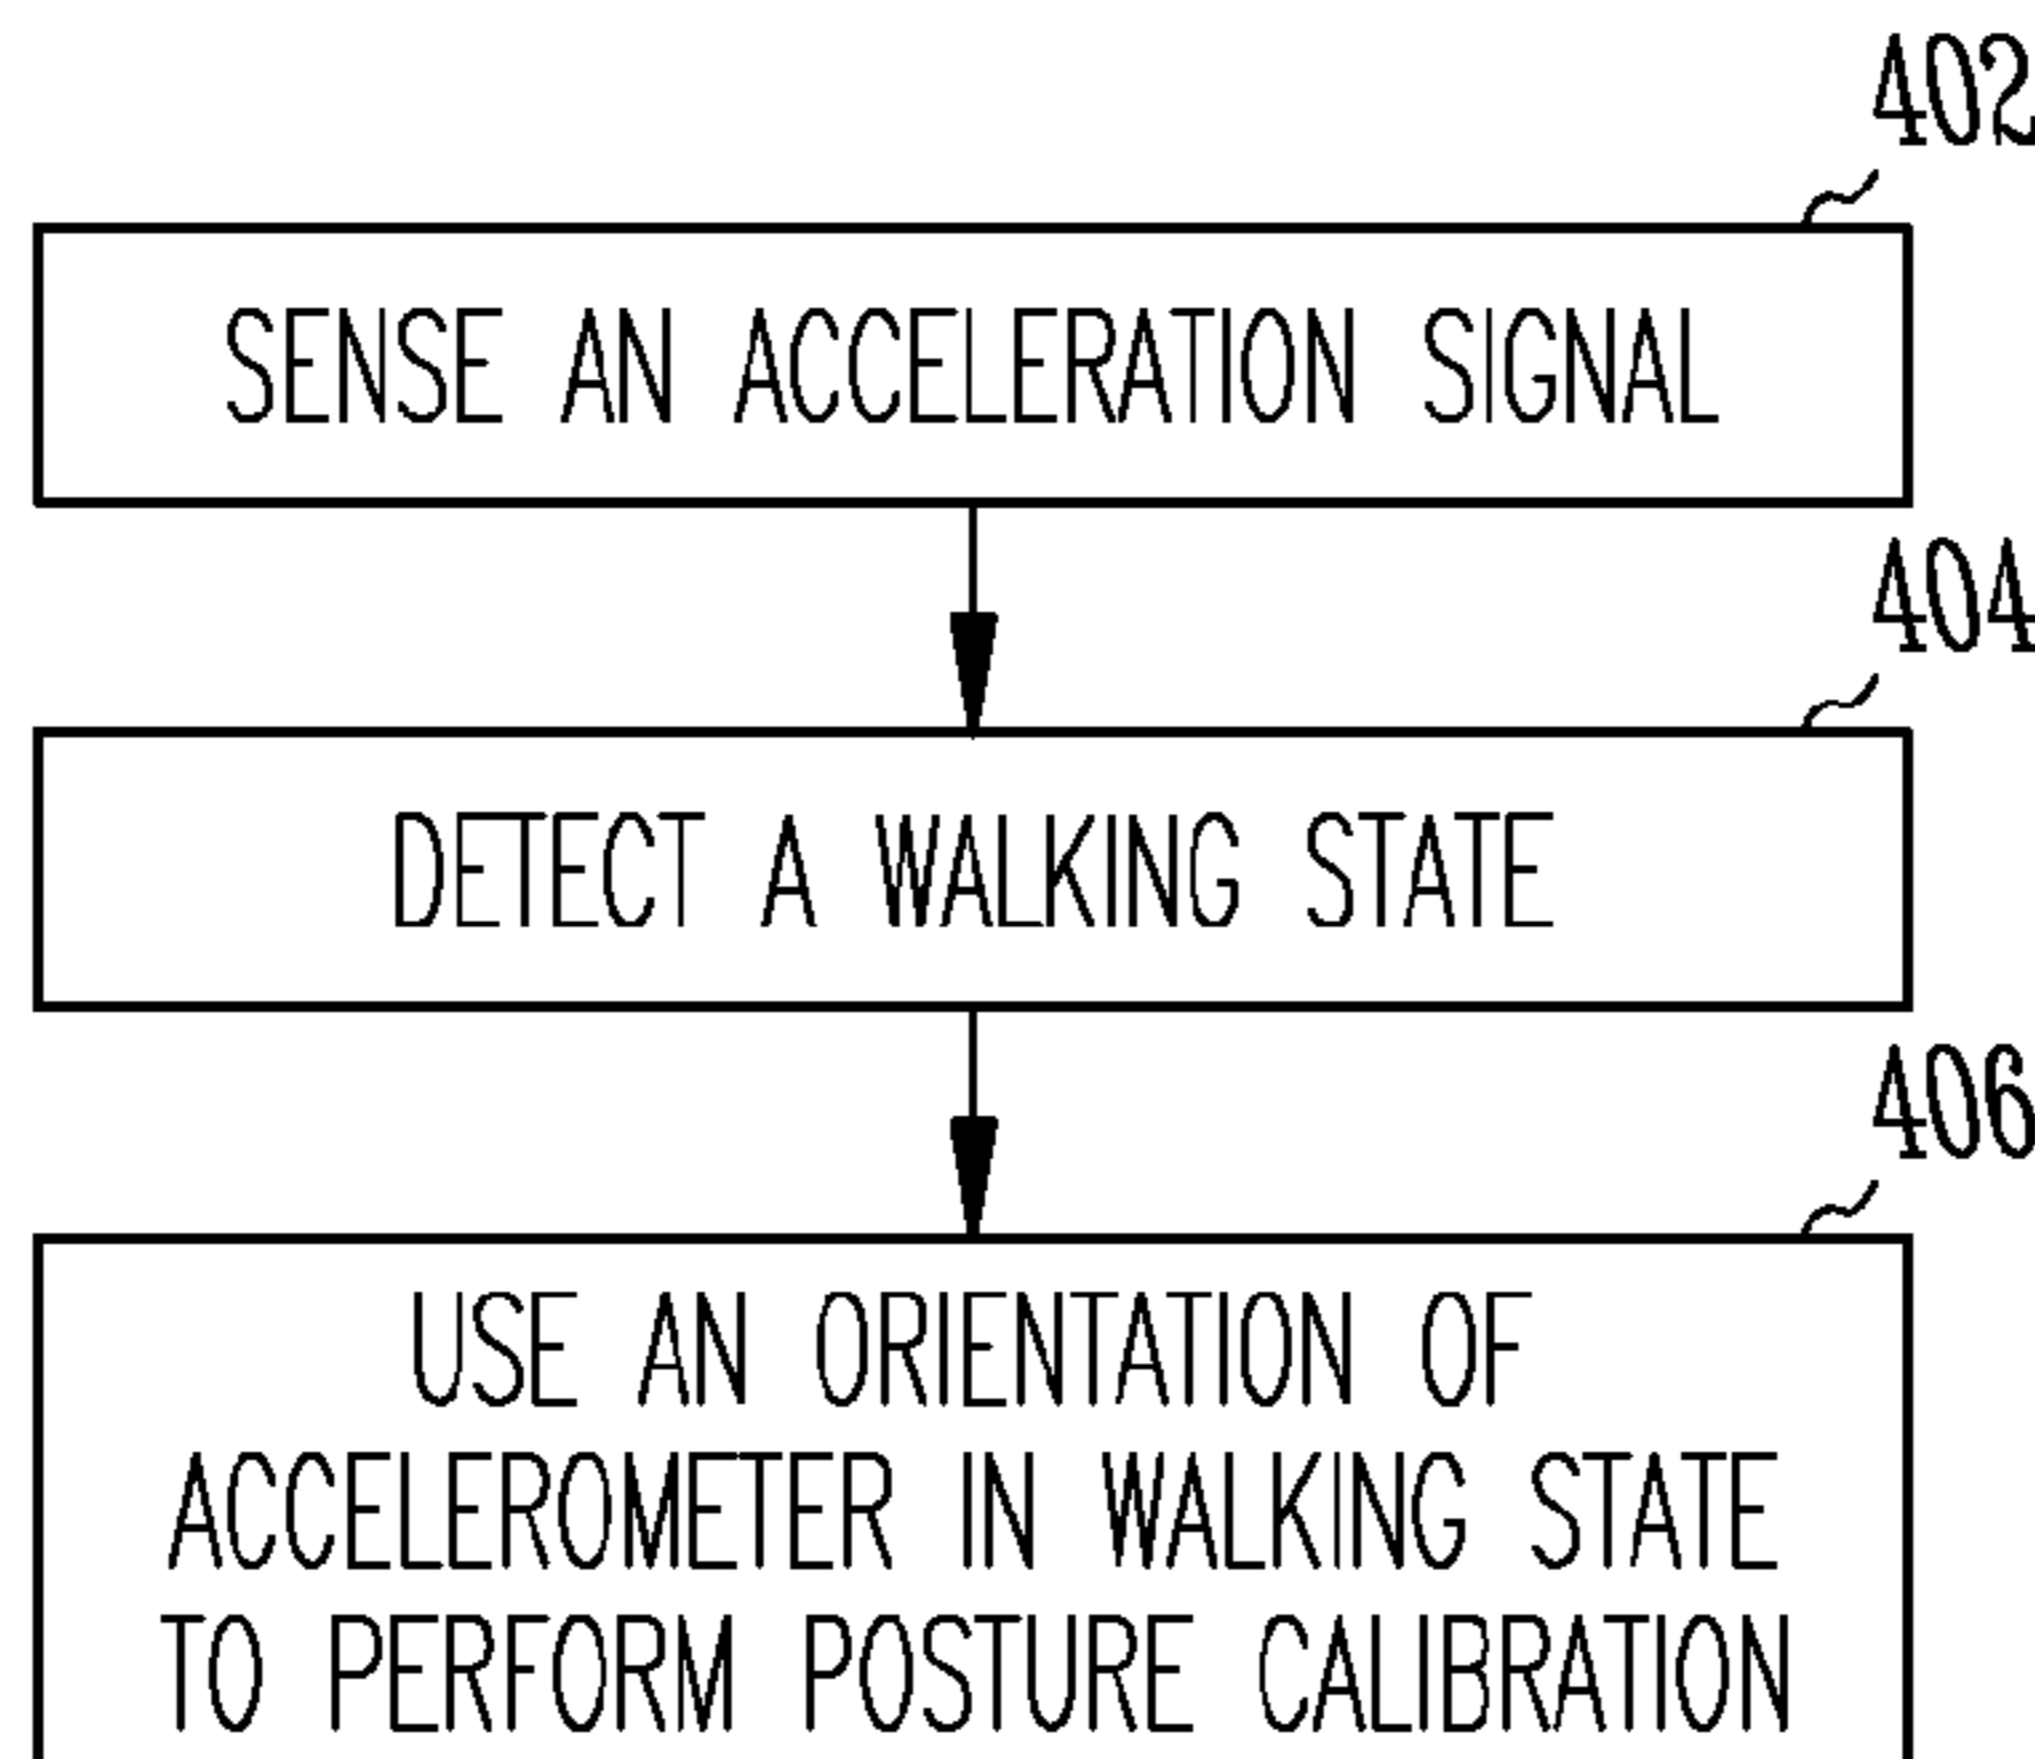 402
SENSE AN ACCELERATION SIGNAL
404
DETECT A WALKING STATE
406
USE AN ORIENTATION OF
ACCELEROMETER IN WALKING STATE
TO PERFORM POSTURE CALIBRATION